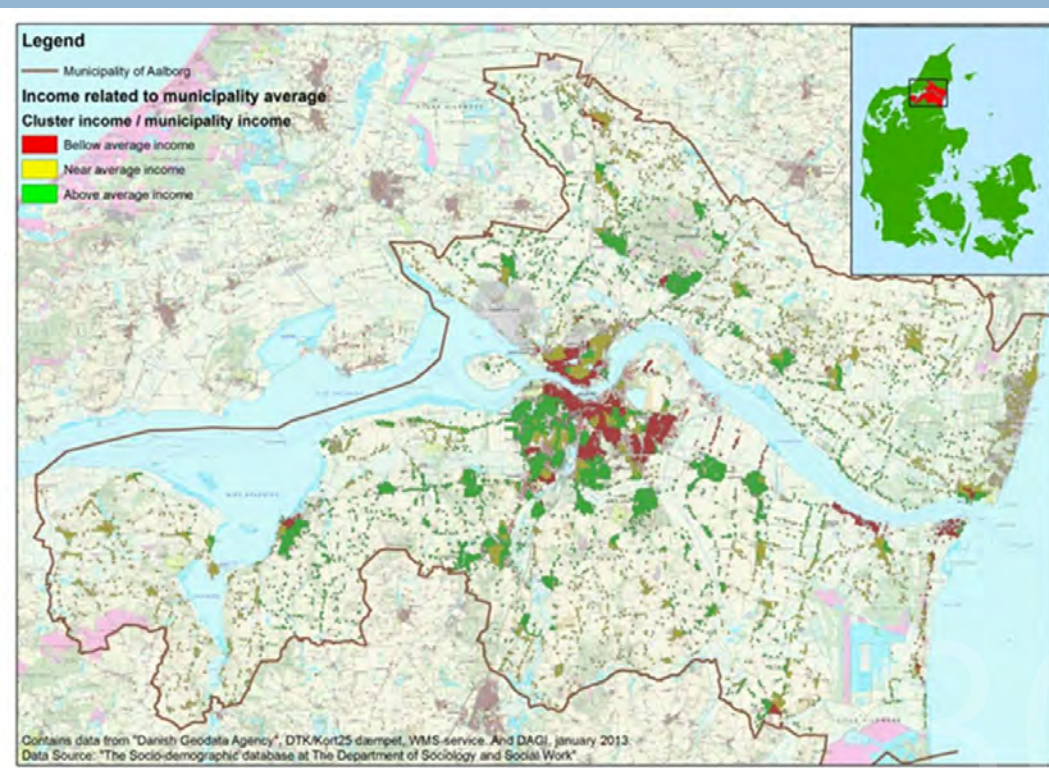 Legend
Municipality of Aalborg
Income related to municipality average
Cluster income / municipality income
Bellow average income
Near average income
Above average income
Contains data from "Danish Geodata Agency", DTK/Kort25 dæmpet, WMS-service. And DAGI, january 2013.
Data Source: "The Socio-demographic database at The Department of Sociology and Social Work"